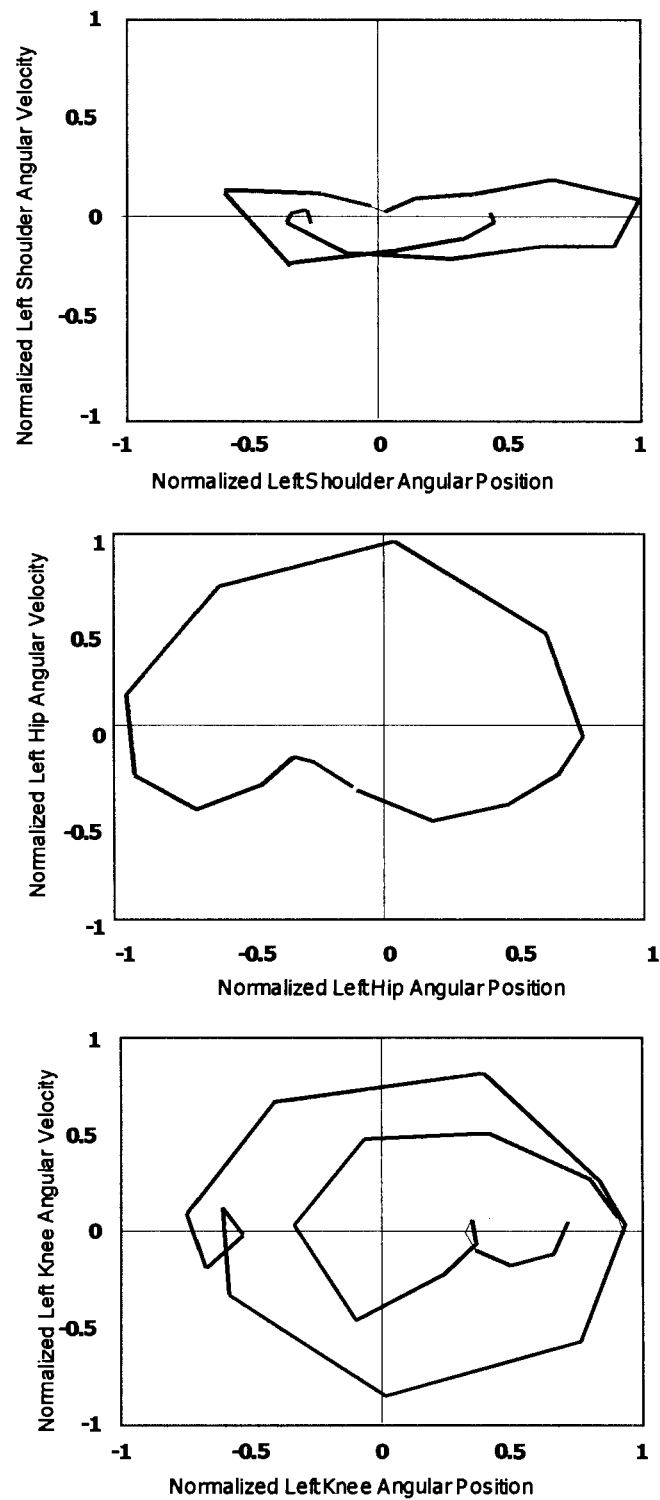 1
0.5
0
-0.5
-1
Normalized Left Shoulder Angular Velocity
-1 -0.5 0 0.5 1
Normalized Left Shoulder Angular Position
1
0.5
0
-0.5
-1
Normalized Left Hip Angular Velocity
-1 -0.5 0 0.5 1
Normalized Left Hip Angular Position
1
0.5
0
-0.5
-1
Normalized Left Knee Angular Velocity
-1 -0.5 0 0.5 1
Normalized Left Knee Angular Position